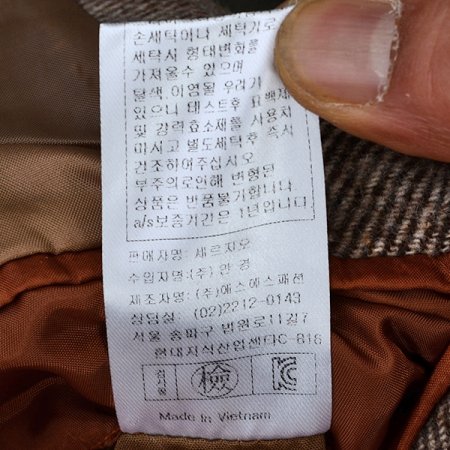 손세탁이나 세탁기로
세탁시 형태변화를
가져올수 있으며
탈색 이염될 우려가
있으니 테스트후 표백제
및 강력효소제를 사용치
마시고 별도세탁후 즉시
건조하여주십시오
부주의로인해 변형된
상품은 반품불가합니다
a/s보증기간은 1년입니다
판매자명: 세르지오
수입자명:(주) 한경
제조자명: (주)에스에스패션
상담실: (02)2212-0143
서울 송파구 법원로11길7
현대지식산업센타C-816
檢
Made in Vietnam